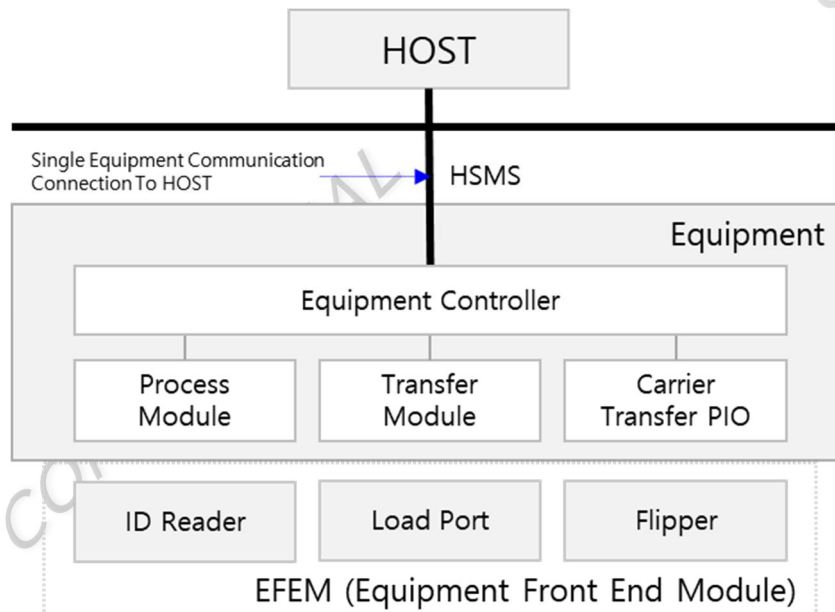 HOST
Single Equipment Communication
Connection To HOST
HSMS
Equipment
Equipment Controller
Process
Module
Transfer
Module
Carrier
Transfer PIO
ID Reader
Load Port
Flipper
EFEM (Equipment Front End Module)